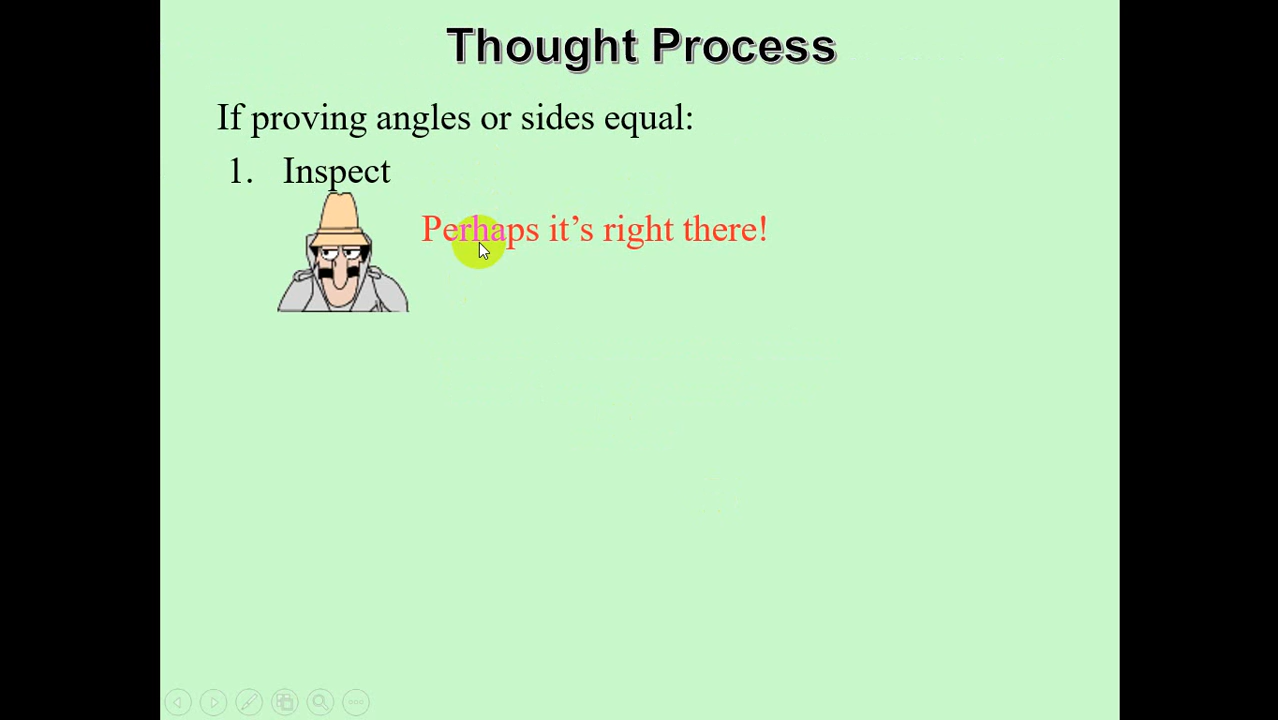 Thought Process
If proving angles or sides equal:
1. Inspect
Perhaps it’s right there!